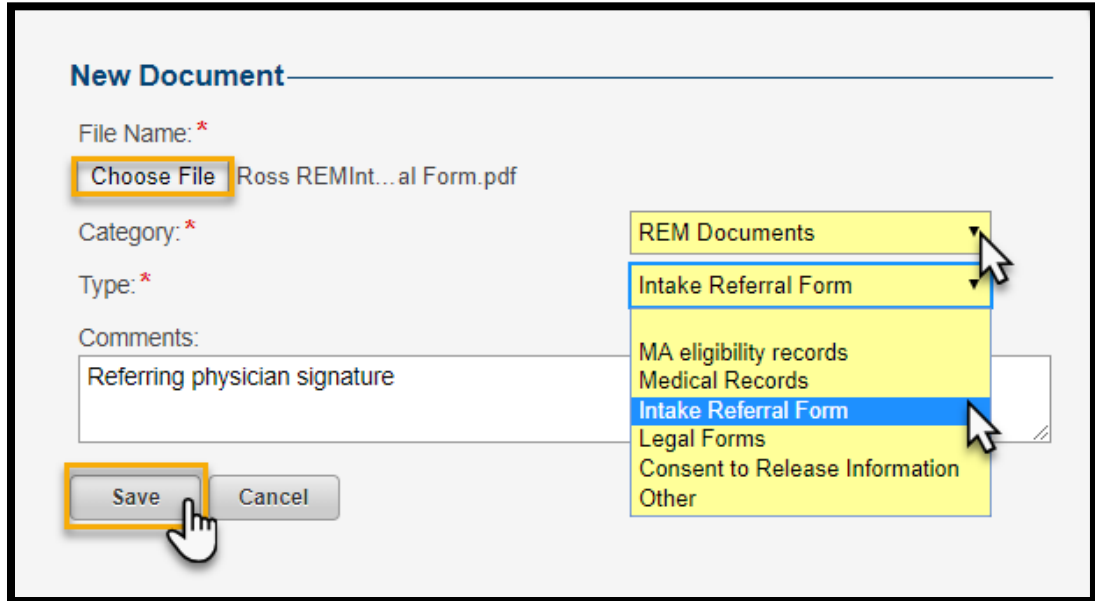 New Document
File Name: *
Choose File Ross REMInt...al Form.pdf
Category: * REM Documents
Type: * Intake Referral Form
Comments:
Referring physician signature
MA eligibility records
Medical Records
Intake Referral Form
Legal Forms
Consent to Release Information
Other
Save Cancel